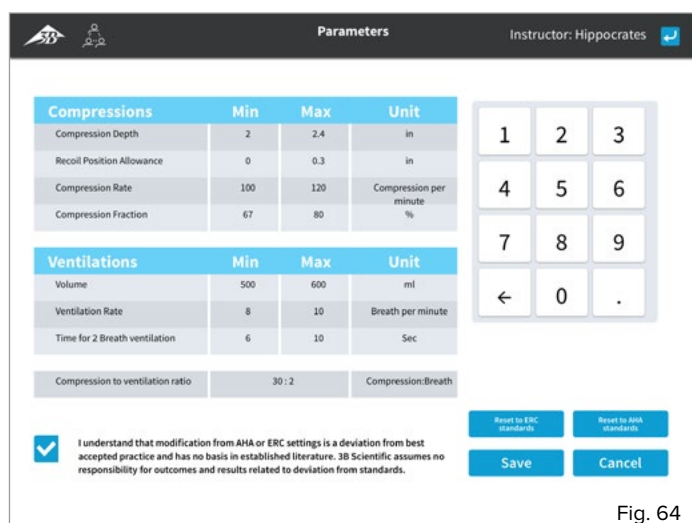 3B
Parameters
Instructor: Hippocrates
Compressions Min Max Unit
Compression Depth 2 2.4 in
Recoil Position Allowance 0 0.3 in
Compression Rate 100 120 Compression per
minute
Compression Fraction 67 80 %
Ventilations Min Max Unit
Volume 500 600 ml
Ventilation Rate 8 10 Breath per minute
Time for 2 Breath ventilation 6 10 Sec
Compression to ventilation ratio 30 : 2 Compression:Breath
I understand that modification from AHA or ERC settings is a deviation from best
accepted practice and has no basis in established literature. 3B Scientific assumes no
responsibility for outcomes and results related to deviation from standards.
1 2 3
4 5 6
7 8 9
← 0 .
Reset to ERC
standards
Reset to AHA
standards
Save Cancel
Fig. 64